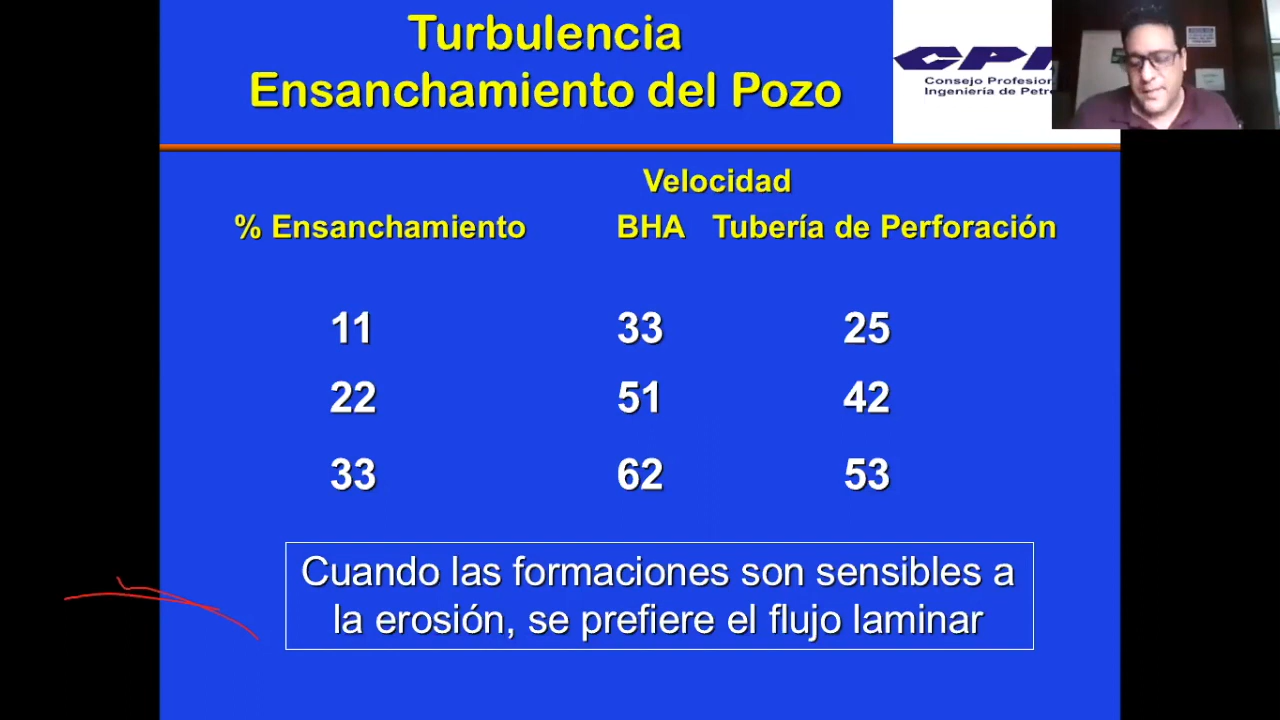 Turbulencia
Ensanchamiento del Pozo
Consejo Profesion
Ingeniería de Petr
Velocidad
% Ensanchamiento BHA Tubería de Perforación
11 33 25
22 51 42
33 62 53
Cuando las formaciones son sensibles a
la erosión, se prefiere el flujo laminar